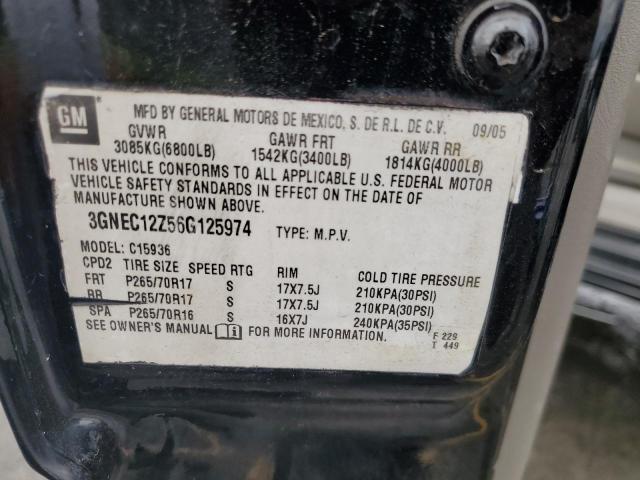 GM
MFD BY GENERAL MOTORS DE MEXICO, S. DE R.L. DE C.V. 09/05
GVWR GAWR FRT GAWR RR
3085KG(6800LB) 1542KG(3400LB) 1814KG(4000LB)
THIS VEHICLE CONFORMS TO ALL APPLICABLE U.S. FEDERAL MOTOR
VEHICLE SAFETY STANDARDS IN EFFECT ON THE DATE OF
MANUFACTURE SHOWN ABOVE.
3GNEC12Z56G125974 TYPE: M.P.V.
MODEL: C15936
CPD2 TIRE SIZE SPEED RTG RIM COLD TIRE PRESSURE
FRT P265/70R17 S 17X7.5J 210KPA(30PSI)
RR P265/70R17 S 17X7.5J 210KPA(30PSI)
SPA P265/70R16 S 16X7J 240KPA(35PSI)
SEE OWNER'S MANUAL i FOR MORE INFORMATION.
F 229
T 449